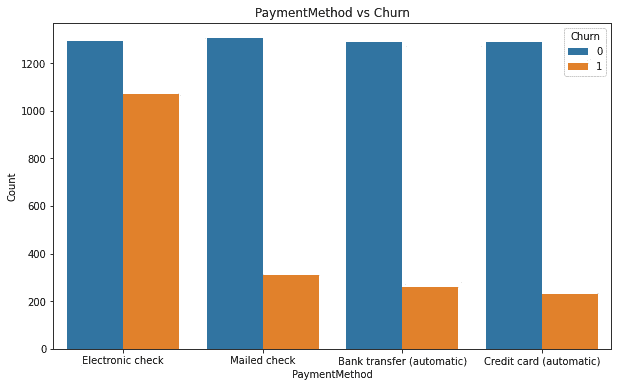 PaymentMethod vs Churn
Churn
0
1
Count
1200
1000
800
600
400
200
0
Electronic check
Mailed check
Bank transfer (automatic)
Credit card (automatic)
PaymentMethod